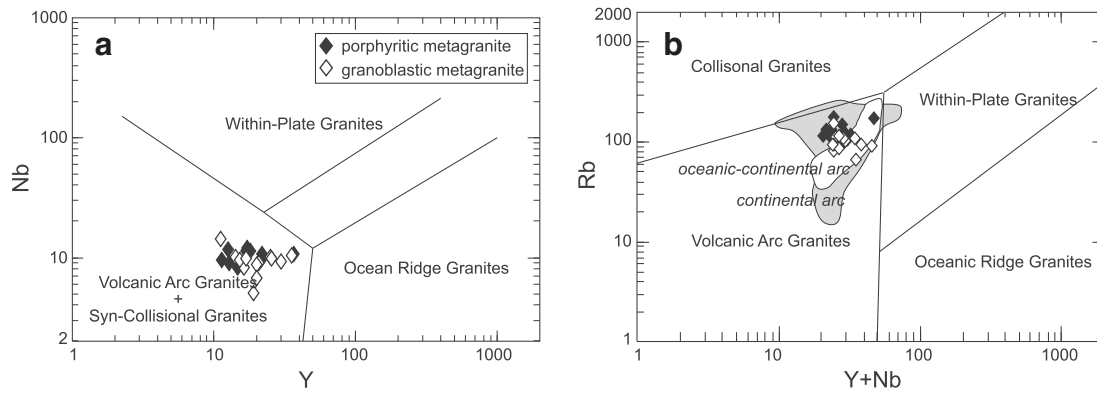 a
porphyritic metagranite
granoblastic metagranite
Within-Plate Granites
Volcanic Arc Granites
+
Syn-Collisional Granites
Ocean Ridge Granites
1000
100
10
2
Nb
1
10
100
1000
Y
b
Collisonal Granites
Within-Plate Granites
oceanic-continental arc
continental arc
Volcanic Arc Granites
Oceanic Ridge Granites
2000
1000
100
10
1
Rb
1
10
100
1000
Y+Nb